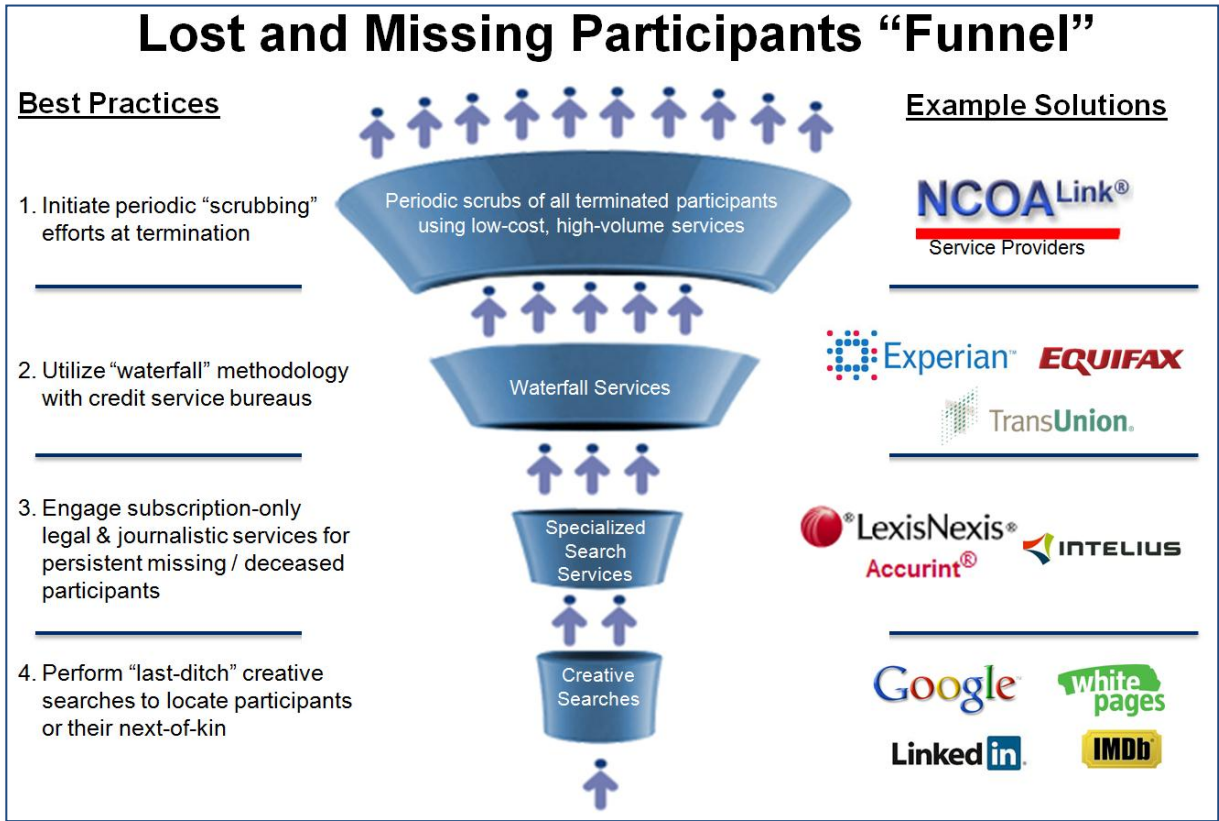 Lost and Missing Participants “Funnel”
Best Practices
Example Solutions
1. Initiate periodic “scrubbing”
efforts at termination
Periodic scrubs of all terminated participants
using low-cost, high-volume services
NCOALink®
Service Providers
2. Utilize “waterfall” methodology
with credit service bureaus
Waterfall Services
Experian™
EQUIFAX
TransUnion®
3. Engage subscription-only
legal & journalistic services for
persistent missing / deceased
participants
Specialized
Search
Services
®LexisNexis®
Accurint®
INTELIUS
4. Perform “last-ditch” creative
searches to locate participants
or their next-of-kin
Creative
Searches
Google™
white
pages
Linked in®
IMDb